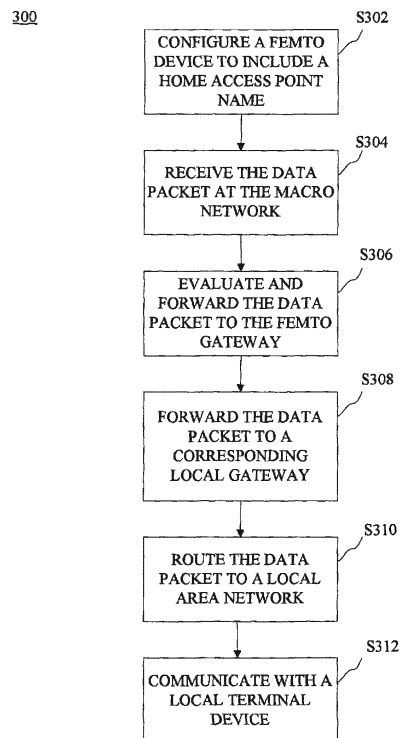 300
S302
CONFIGURE A FEMTO
DEVICE TO INCLUDE A
HOME ACCESS POINT
NAME
S304
RECEIVE THE DATA
PACKET AT THE MACRO
NETWORK
S306
EVALUATE AND
FORWARD THE DATA
PACKET TO THE FEMTO
GATEWAY
S308
FORWARD THE DATA
PACKET TO A
CORRESPONDING
LOCAL GATEWAY
S310
ROUTE THE DATA
PACKET TO A LOCAL
AREA NETWORK
S312
COMMUNICATE WITH A
LOCAL TERMINAL
DEVICE